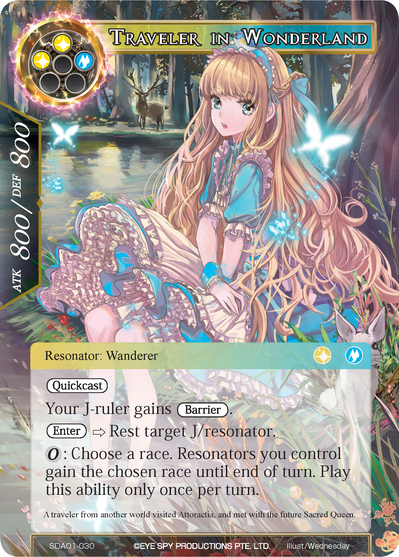 Traveler in Wonderland
ATK 800/DEF 800
Resonator: Wanderer
Quickcast
Your J-ruler gains Barrier.
Enter ⇨ Rest target J/resonator.
0: Choose a race. Resonators you control
gain the chosen race until end of turn. Play
this ability only once per turn.
A traveler from another world visited Attoractia, and met with the future Sacred Queen.
SDAO1-030 ©EYE SPY PRODUCTIONS PTE. LTD. Illust/Wednesday